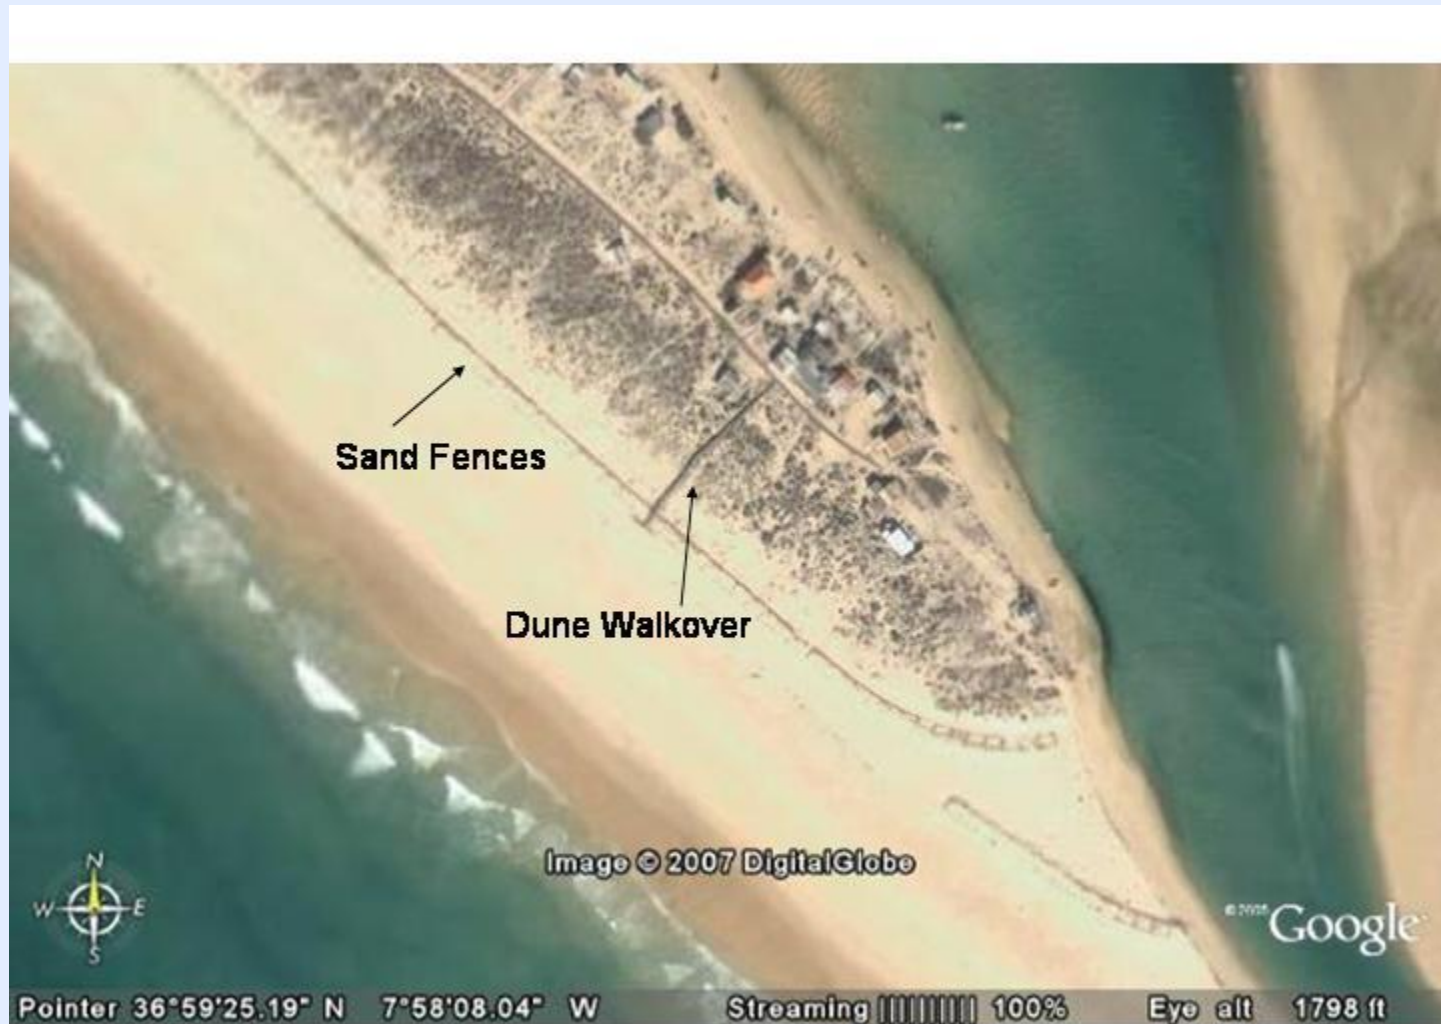 Sand Fences
Dune Walkover
Image © 2007 DigitalGlobe
N
W E
S
Google
Pointer 36°59'25.19" N 7°58'08.04" W Streaming |||||||||| 100% Eye alt 1798 ft